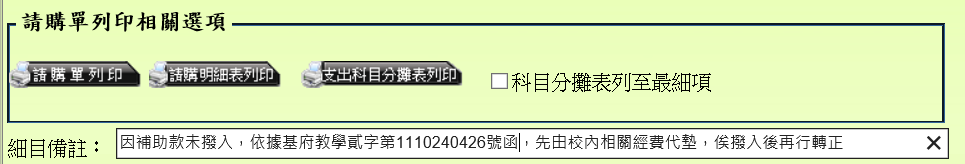 請購單列印相關選項
請購單列印 請購明細表列印 支出科目分攤表列印 科目分攤表列至最細項
細目備註： 因補助款未撥入，依據基府教學貳字第1110240426號函，先由校內相關經費代墊，俟撥入後再行轉正